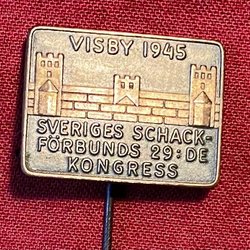 VISBY 1945
SVERIGES SCHACK-
FÖRBUNDS 29:DE
KONGRESS